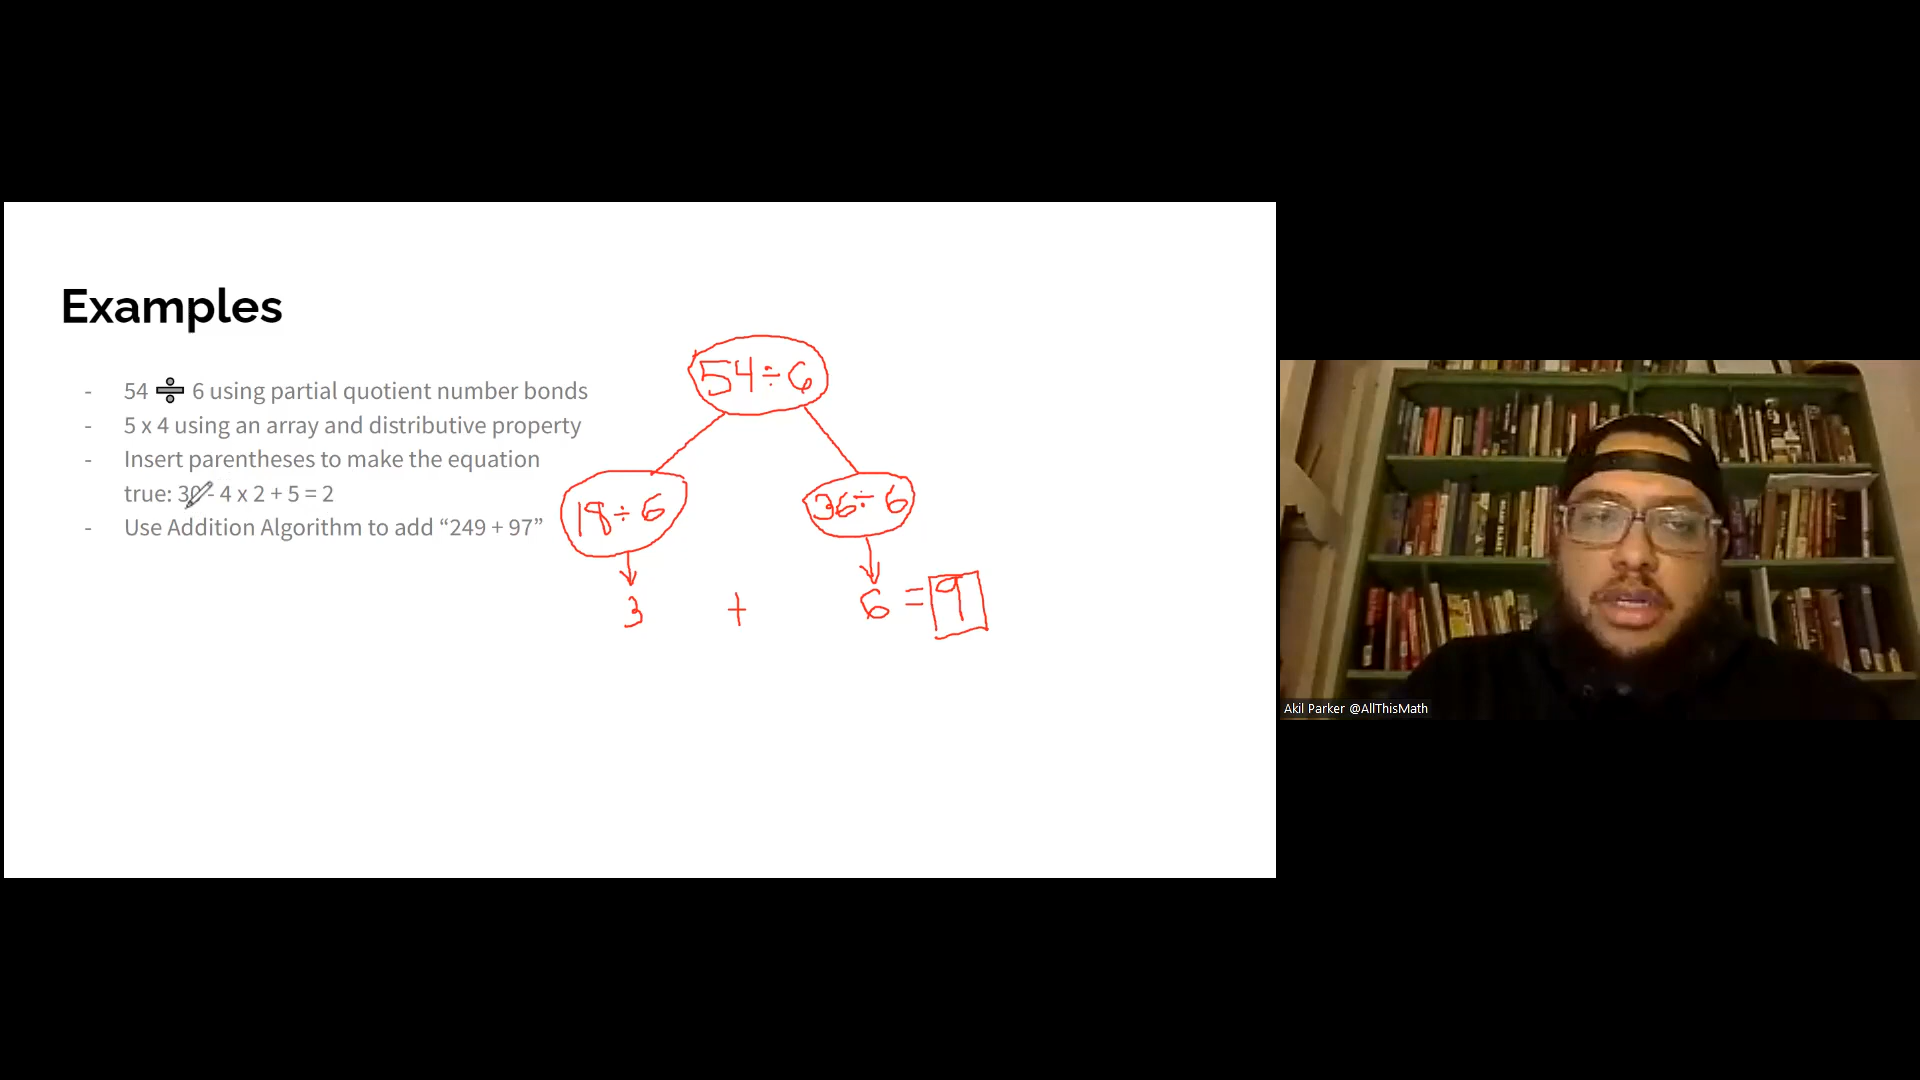 Examples
- 54 ➗ 6 using partial quotient number bonds
- 5 x 4 using an array and distributive property
- Insert parentheses to make the equation
true: 30 - 4 x 2 + 5 = 2
- Use Addition Algorithm to add “249 + 97”
54 ÷ 6
18 ÷ 6
36 ÷ 6
3 + 6 = 9
Akil Parker @AllThisMath